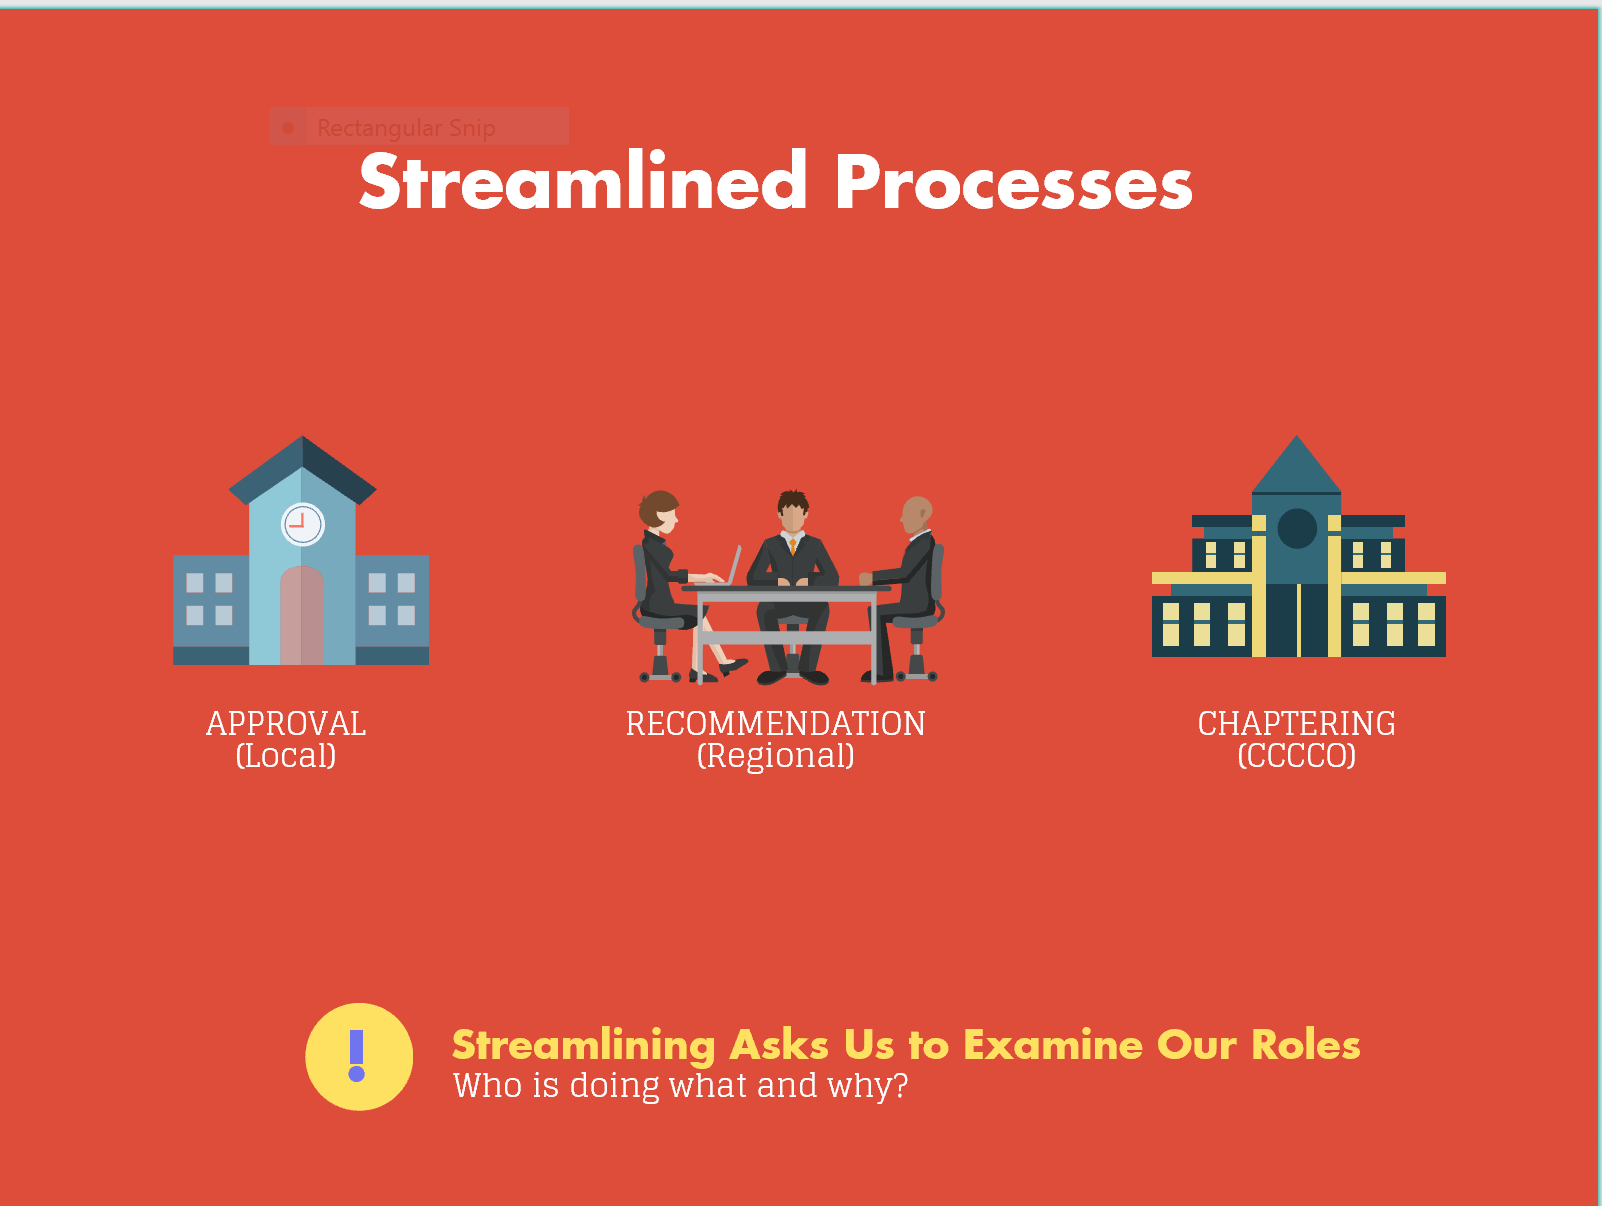 Rectangular Snip
Streamlined Processes
APPROVAL
(Local)
RECOMMENDATION
(Regional)
CHAPTERING
(CCCCO)
!
Streamlining Asks Us to Examine Our Roles
Who is doing what and why?